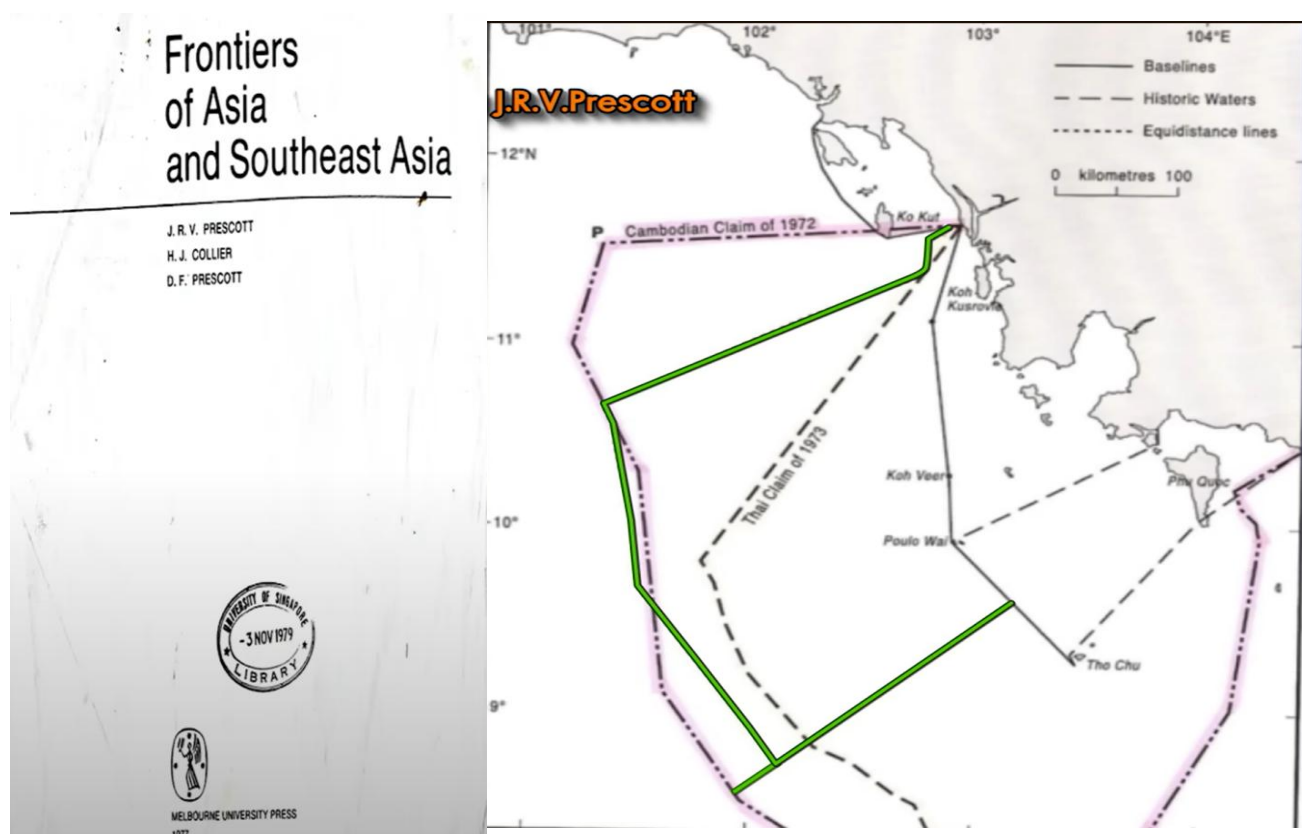 Frontiers
of Asia
and Southeast Asia
J. R. V. PRESCOTT
H. J. COLLIER
D. F. PRESCOTT
UNIVERSITY OF SINGAPORE
-3 NOV 1979
LIBRARY
MELBOURNE UNIVERSITY PRESS
1977
101°
102°
103°
104°E
J.R.V.Prescott
Baselines
Historic Waters
Equidistance lines
0 kilometres 100
12°N
P
Cambodian Claim of 1972
Ko Kut
Koh
Kusrovie
11°
Thai Claim of 1973
Koh Veer
Phu Quoc
10°
Poulo Wai
Tho Chu
9°